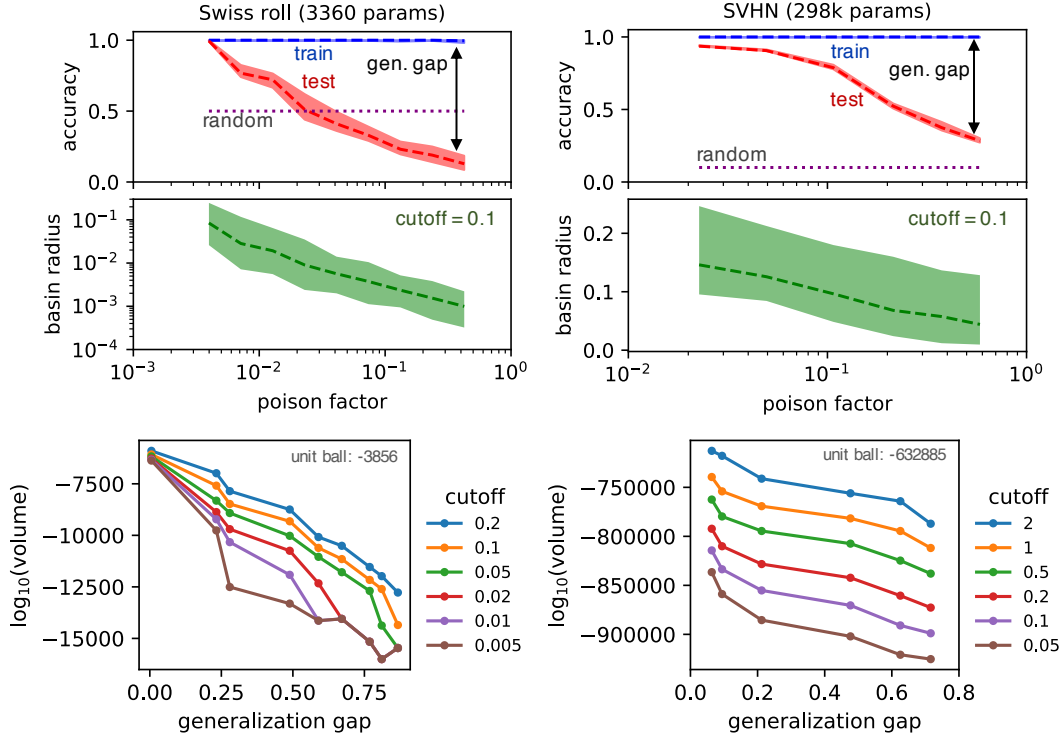 Swiss roll (3360 params)
accuracy
1.0
0.5
0.0
train
test
random
gen. gap
basin radius
10⁻¹
10⁻²
10⁻³
10⁻⁴
cutoff = 0.1
10⁻³
10⁻²
10⁻¹
10⁰
poison factor
SVHN (298k params)
accuracy
1.0
0.5
0.0
train
test
random
gen. gap
basin radius
0.2
0.1
0.0
cutoff = 0.1
10⁻²
10⁻¹
10⁰
poison factor
log₁₀(volume)
−7500
−10000
−12500
−15000
unit ball: -3856
0.00
0.25
0.50
0.75
generalization gap
cutoff
0.2
0.1
0.05
0.02
0.01
0.005
log₁₀(volume)
−750000
−800000
−850000
−900000
unit ball: -632885
0.0
0.2
0.4
0.6
0.8
generalization gap
cutoff
2
1
0.5
0.2
0.1
0.05